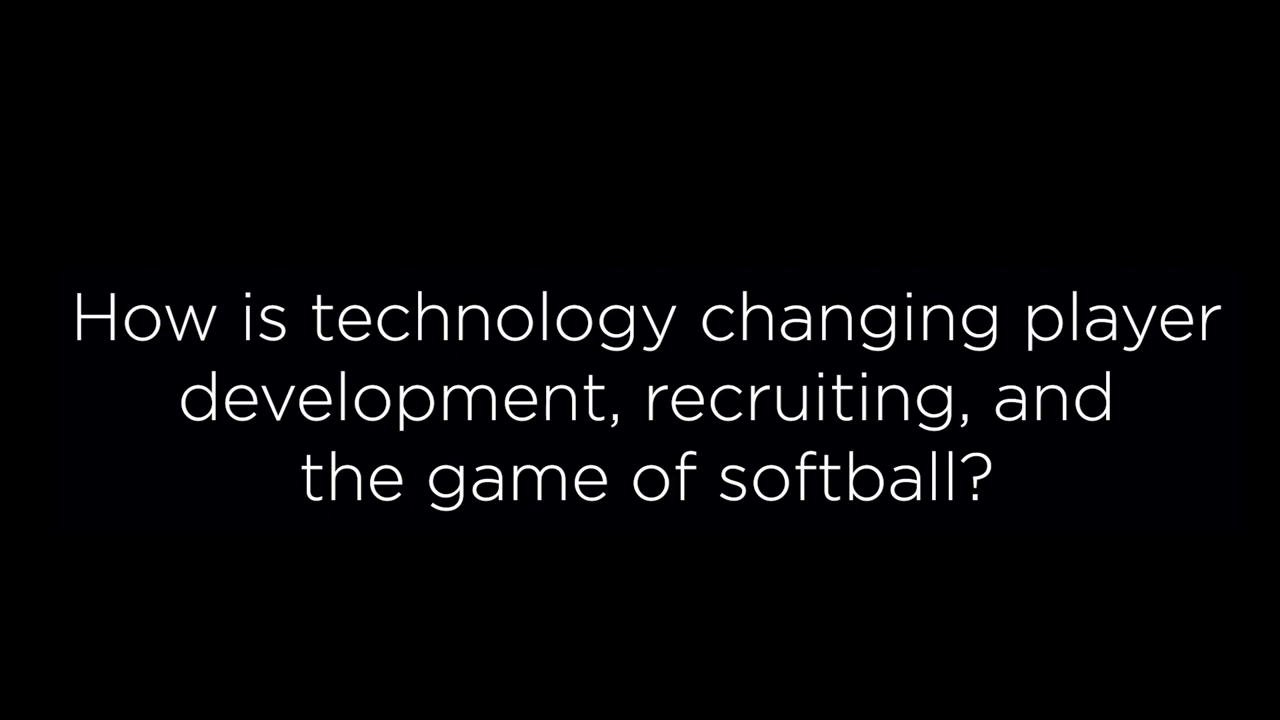 How is technology changing player
development, recruiting, and
the game of softball?